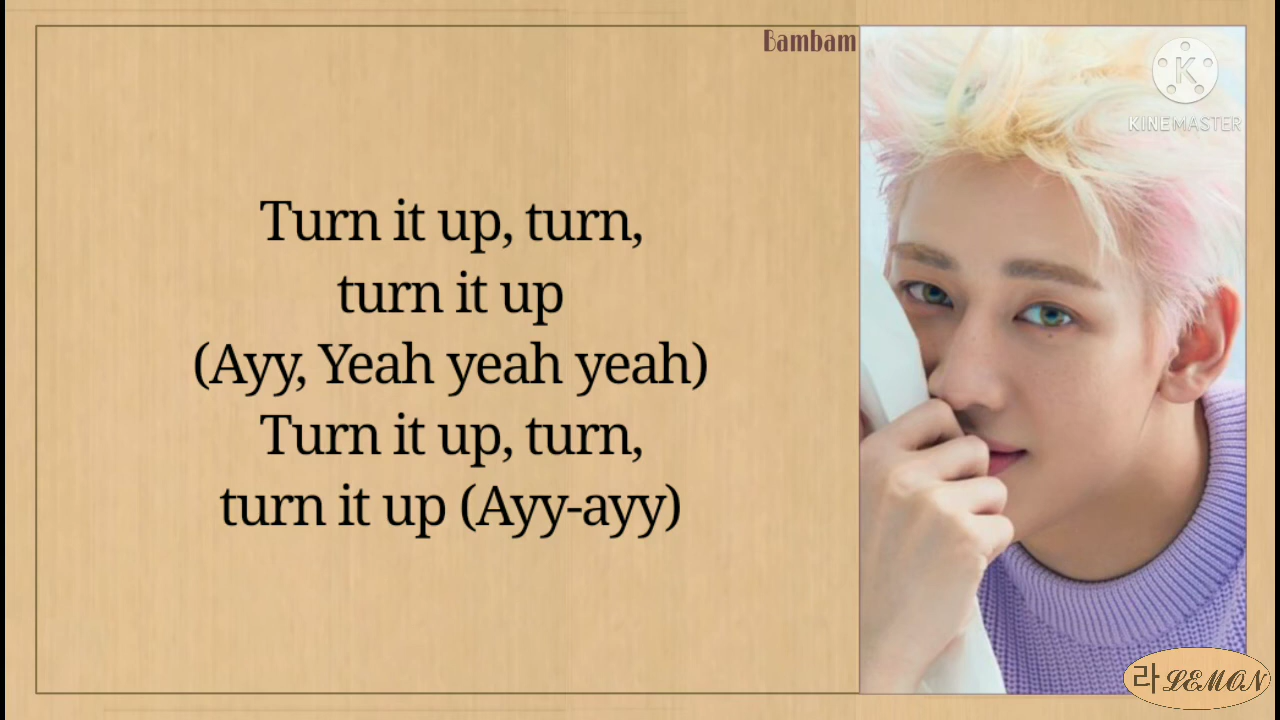 Bambam
KINEMASTER
Turn it up, turn,
turn it up
(Ayy, Yeah yeah yeah)
Turn it up, turn,
turn it up (Ayy-ayy)
라 LEMON